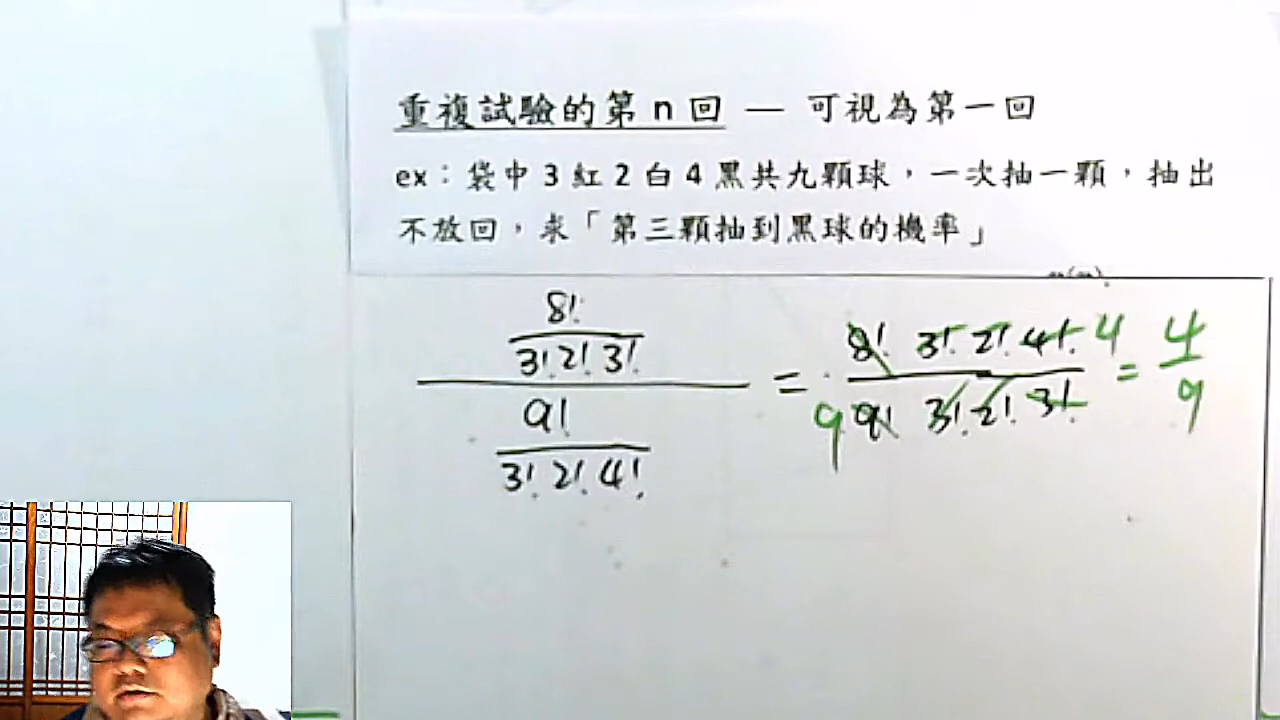 重複試驗的第 n 回 — 可視為第一回
ex：袋中 3 紅 2 白 4 黑共九顆球，一次抽一顆，抽出
不放回，求「第三顆抽到黑球的機率」
8!
3! 2! 3!
9!
3! 2! 4!
= 8! 3! 2! 4! 4
9 9! 3! 2! 3!
= 4
9